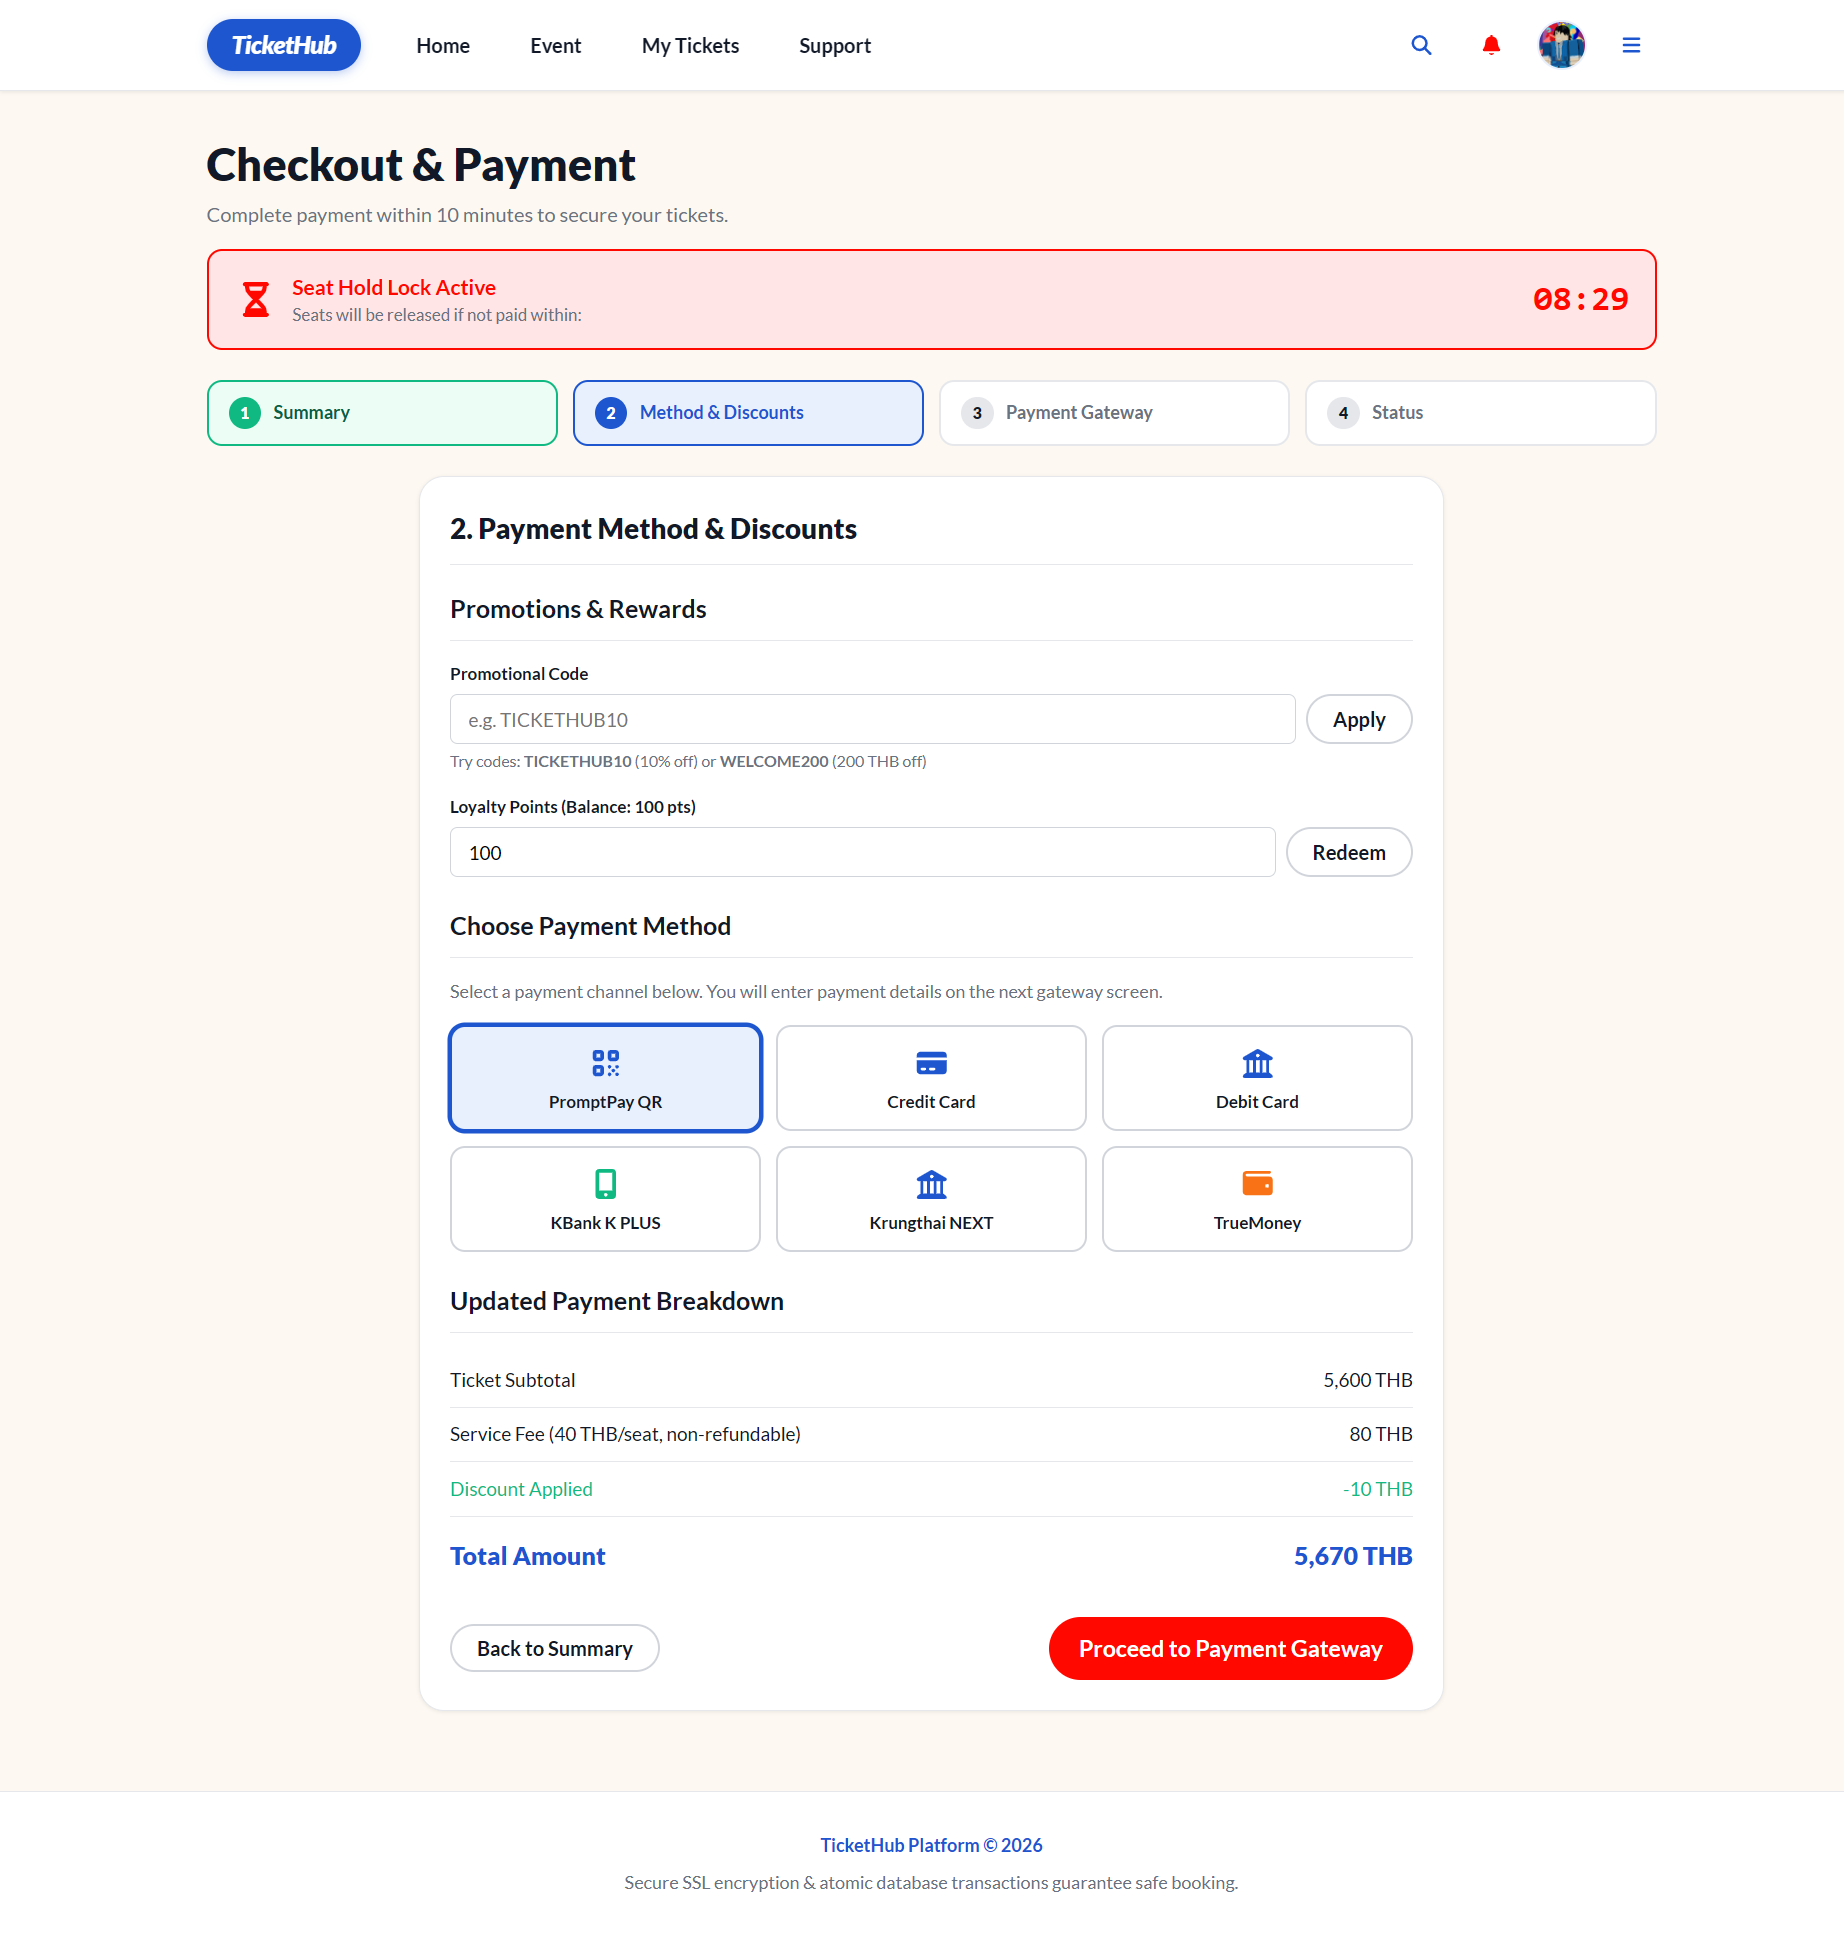 TicketHub
Home
Event
My Tickets
Support
Checkout & Payment
Complete payment within 10 minutes to secure your tickets.
Seat Hold Lock Active
Seats will be released if not paid within:
08:29
1 Summary
2 Method & Discounts
3 Payment Gateway
4 Status
2. Payment Method & Discounts
Promotions & Rewards
Promotional Code
e.g. TICKETHUB10
Apply
Try codes: TICKETHUB10 (10% off) or WELCOME200 (200 THB off)
Loyalty Points (Balance: 100 pts)
100
Redeem
Choose Payment Method
Select a payment channel below. You will enter payment details on the next gateway screen.
PromptPay QR
Credit Card
Debit Card
KBank K PLUS
Krungthai NEXT
TrueMoney
Updated Payment Breakdown
Ticket Subtotal 5,600 THB
Service Fee (40 THB/seat, non-refundable) 80 THB
Discount Applied -10 THB
Total Amount 5,670 THB
Back to Summary
Proceed to Payment Gateway
TicketHub Platform © 2026
Secure SSL encryption & atomic database transactions guarantee safe booking.